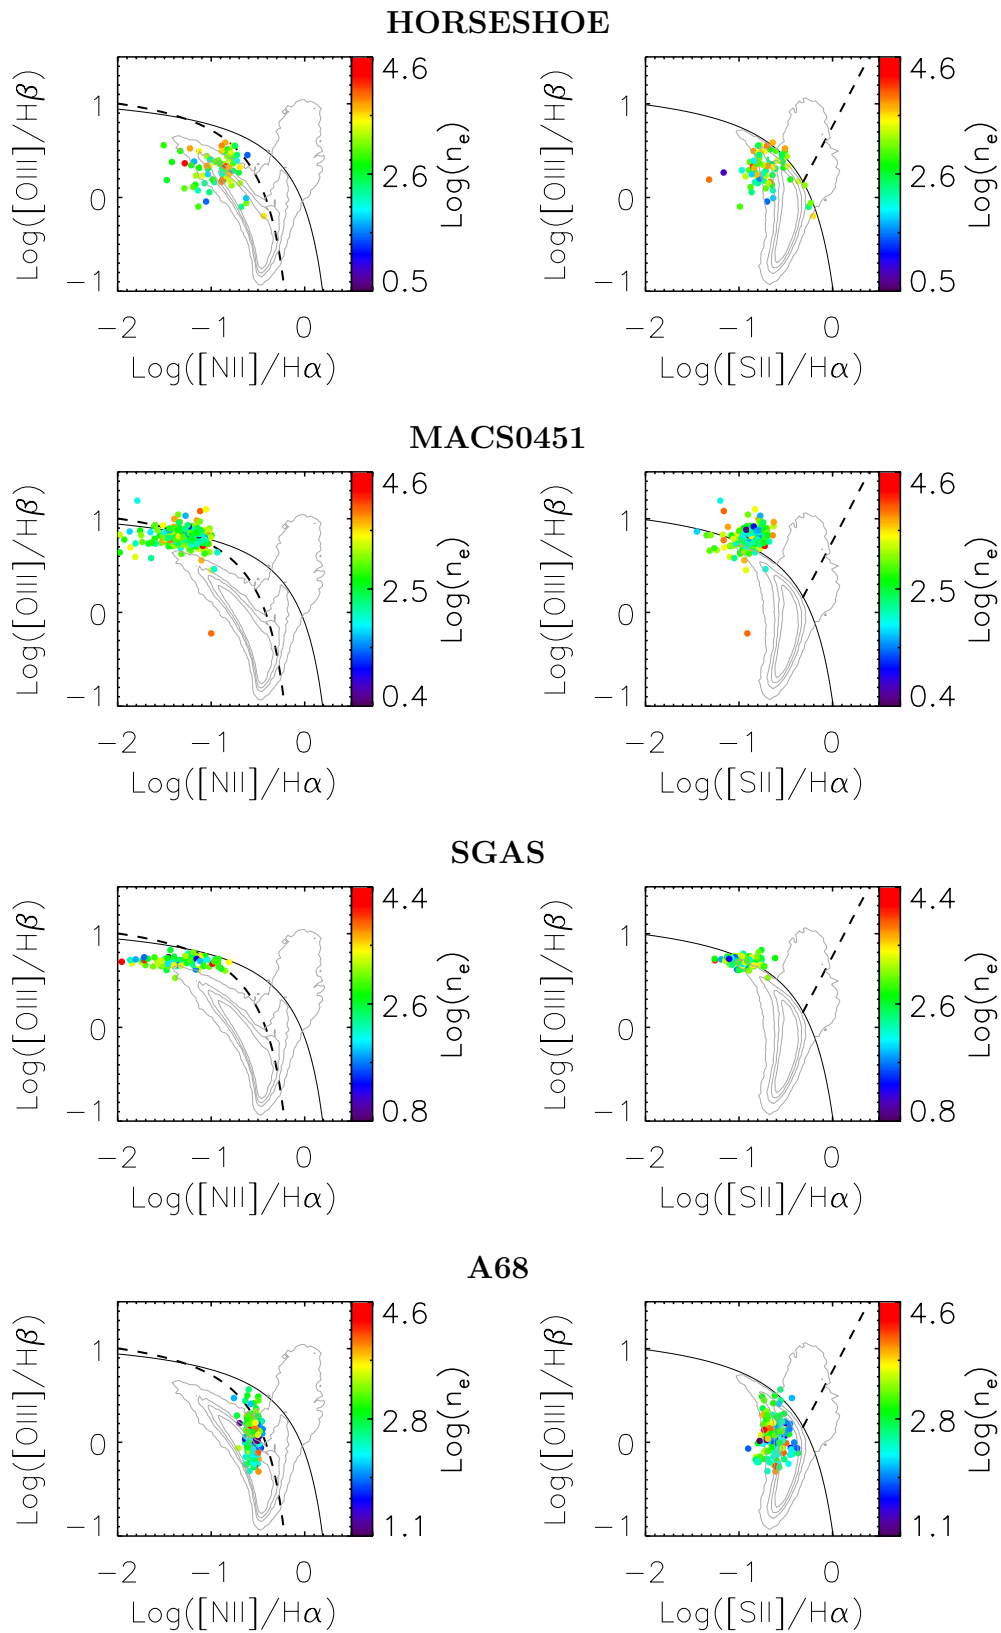 HORSESHOE
Log([OIII]/Hβ)
1
0
−1
−2
−1
0
Log([NII]/Hα)
4.6
2.6
0.5
Log(nₑ)
Log([OIII]/Hβ)
1
0
−1
−2
−1
0
Log([SII]/Hα)
4.6
2.6
0.5
Log(nₑ)
MACS0451
Log([OIII]/Hβ)
1
0
−1
−2
−1
0
Log([NII]/Hα)
4.6
2.5
0.4
Log(nₑ)
Log([OIII]/Hβ)
1
0
−1
−2
−1
0
Log([SII]/Hα)
4.6
2.5
0.4
Log(nₑ)
SGAS
Log([OIII]/Hβ)
1
0
−1
−2
−1
0
Log([NII]/Hα)
4.4
2.6
0.8
Log(nₑ)
Log([OIII]/Hβ)
1
0
−1
−2
−1
0
Log([SII]/Hα)
4.4
2.6
0.8
Log(nₑ)
A68
Log([OIII]/Hβ)
1
0
−1
−2
−1
0
Log([NII]/Hα)
4.6
2.8
1.1
Log(nₑ)
Log([OIII]/Hβ)
1
0
−1
−2
−1
0
Log([SII]/Hα)
4.6
2.8
1.1
Log(nₑ)